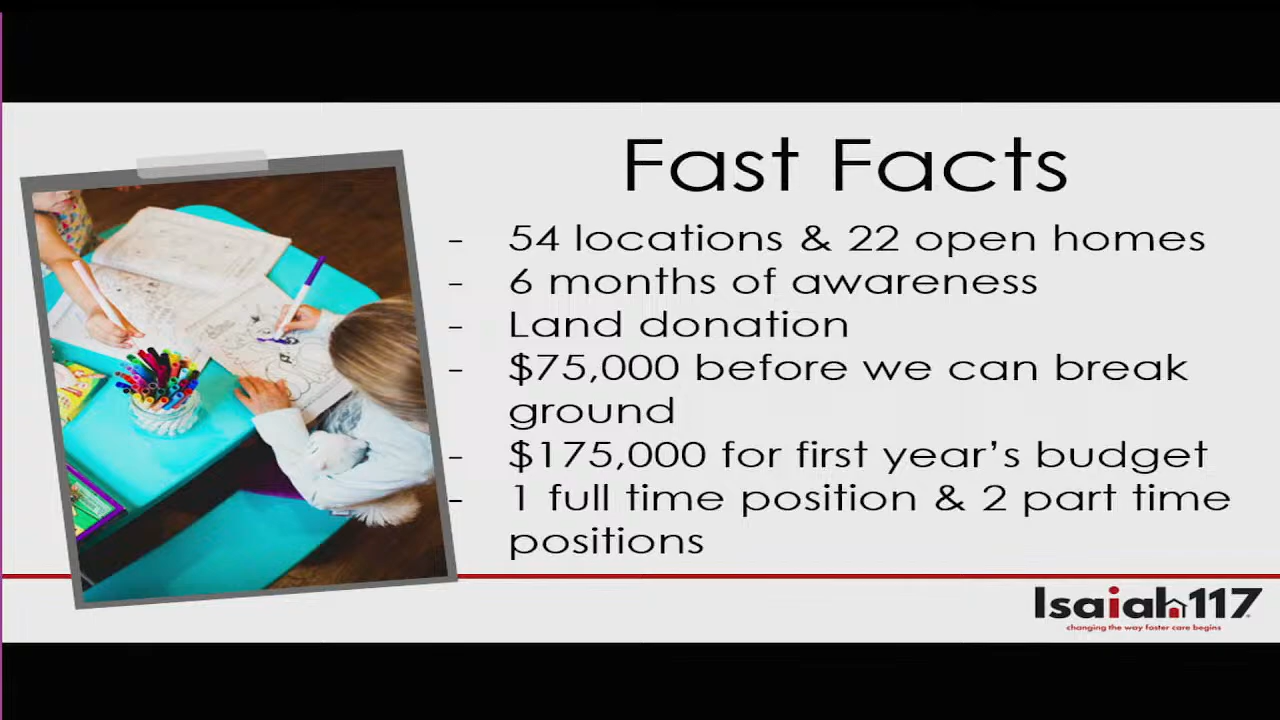 Fast Facts
- 54 locations & 22 open homes
- 6 months of awareness
- Land donation
- $75,000 before we can break
ground
- $175,000 for first year’s budget
- 1 full time position & 2 part time
positions
Isaiah117
changing the way foster care begins